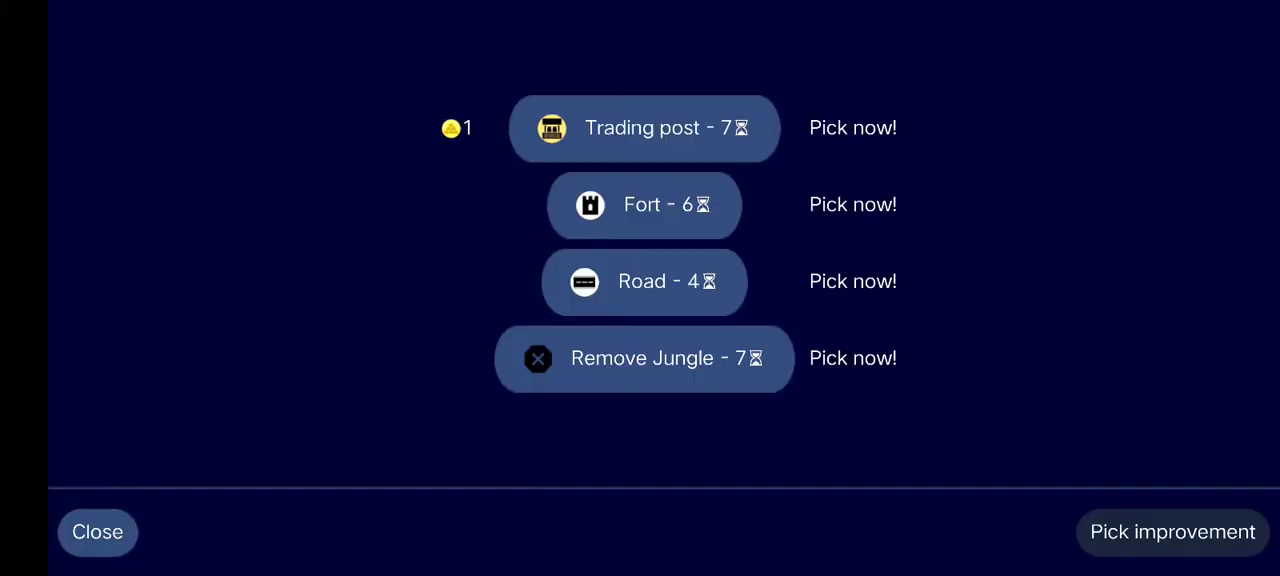 1 Trading post - 7⏳ Pick now!
Fort - 6⏳ Pick now!
Road - 4⏳ Pick now!
Remove Jungle - 7⏳ Pick now!
Close Pick improvement